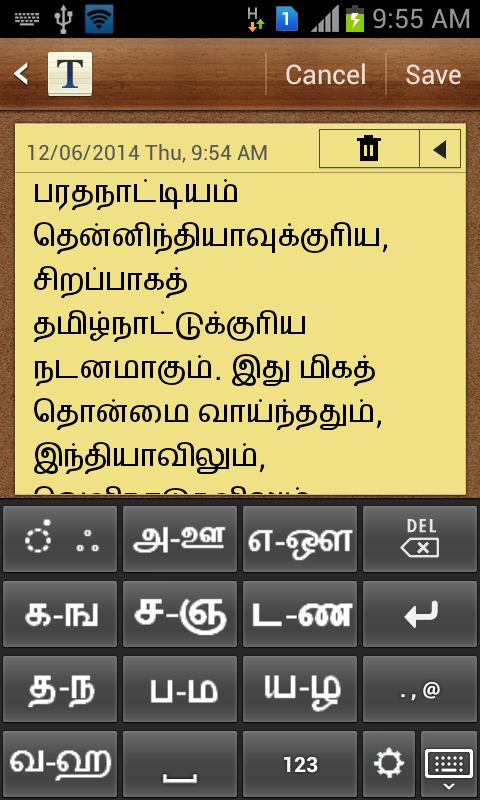 H 1 9:55 AM
T Cancel Save
12/06/2014 Thu, 9:54 AM
பரதநாட்டியம்
தென்னிந்தியாவுக்குரிய,
சிறப்பாகத்
தமிழ்நாட்டுக்குரிய
நடனமாகும். இது மிகத்
தொன்மை வாய்ந்ததும்,
இந்தியாவிலும்,
ஂ ஃ அ-ஊ எ-ஔ DEL
க-ங ச-ஞ ட-ண
த-ந ப-ம ய-ழ . , @
வ-ஹ 123